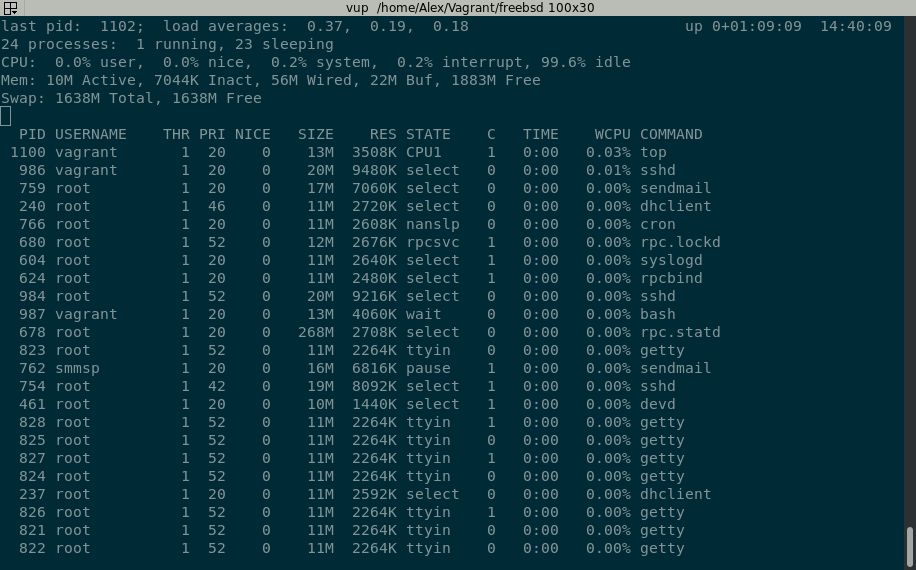 vup  /home/Alex/Vagrant/freebsd 100x30
last pid:  1102;  load averages:  0.37,  0.19,  0.18                        up 0+01:09:09  14:40:09
24 processes:  1 running, 23 sleeping
CPU:  0.0% user,  0.0% nice,  0.2% system,  0.2% interrupt, 99.6% idle
Mem: 10M Active, 7044K Inact, 56M Wired, 22M Buf, 1883M Free
Swap: 1638M Total, 1638M Free
  PID USERNAME    THR PRI NICE   SIZE    RES STATE    C   TIME    WCPU COMMAND
 1100 vagrant       1  20    0    13M  3508K CPU1     1   0:00   0.03% top
  986 vagrant       1  20    0    20M  9480K select   0   0:00   0.01% sshd
  759 root          1  20    0    17M  7060K select   0   0:00   0.00% sendmail
  240 root          1  46    0    11M  2720K select   0   0:00   0.00% dhclient
  766 root          1  20    0    11M  2608K nanslp   0   0:00   0.00% cron
  680 root          1  52    0    12M  2676K rpcsvc   1   0:00   0.00% rpc.lockd
  604 root          1  20    0    11M  2640K select   1   0:00   0.00% syslogd
  624 root          1  20    0    11M  2480K select   1   0:00   0.00% rpcbind
  984 root          1  52    0    20M  9216K select   0   0:00   0.00% sshd
  987 vagrant       1  20    0    13M  4060K wait     0   0:00   0.00% bash
  678 root          1  20    0   268M  2708K select   0   0:00   0.00% rpc.statd
  823 root          1  52    0    11M  2264K ttyin    0   0:00   0.00% getty
  762 smmsp         1  20    0    16M  6816K pause    1   0:00   0.00% sendmail
  754 root          1  42    0    19M  8092K select   1   0:00   0.00% sshd
  461 root          1  20    0    10M  1440K select   1   0:00   0.00% devd
  828 root          1  52    0    11M  2264K ttyin    1   0:00   0.00% getty
  825 root          1  52    0    11M  2264K ttyin    0   0:00   0.00% getty
  827 root          1  52    0    11M  2264K ttyin    1   0:00   0.00% getty
  824 root          1  52    0    11M  2264K ttyin    0   0:00   0.00% getty
  237 root          1  20    0    11M  2592K select   0   0:00   0.00% dhclient
  826 root          1  52    0    11M  2264K ttyin    1   0:00   0.00% getty
  821 root          1  52    0    11M  2264K ttyin    0   0:00   0.00% getty
  822 root          1  52    0    11M  2264K ttyin    0   0:00   0.00% getty